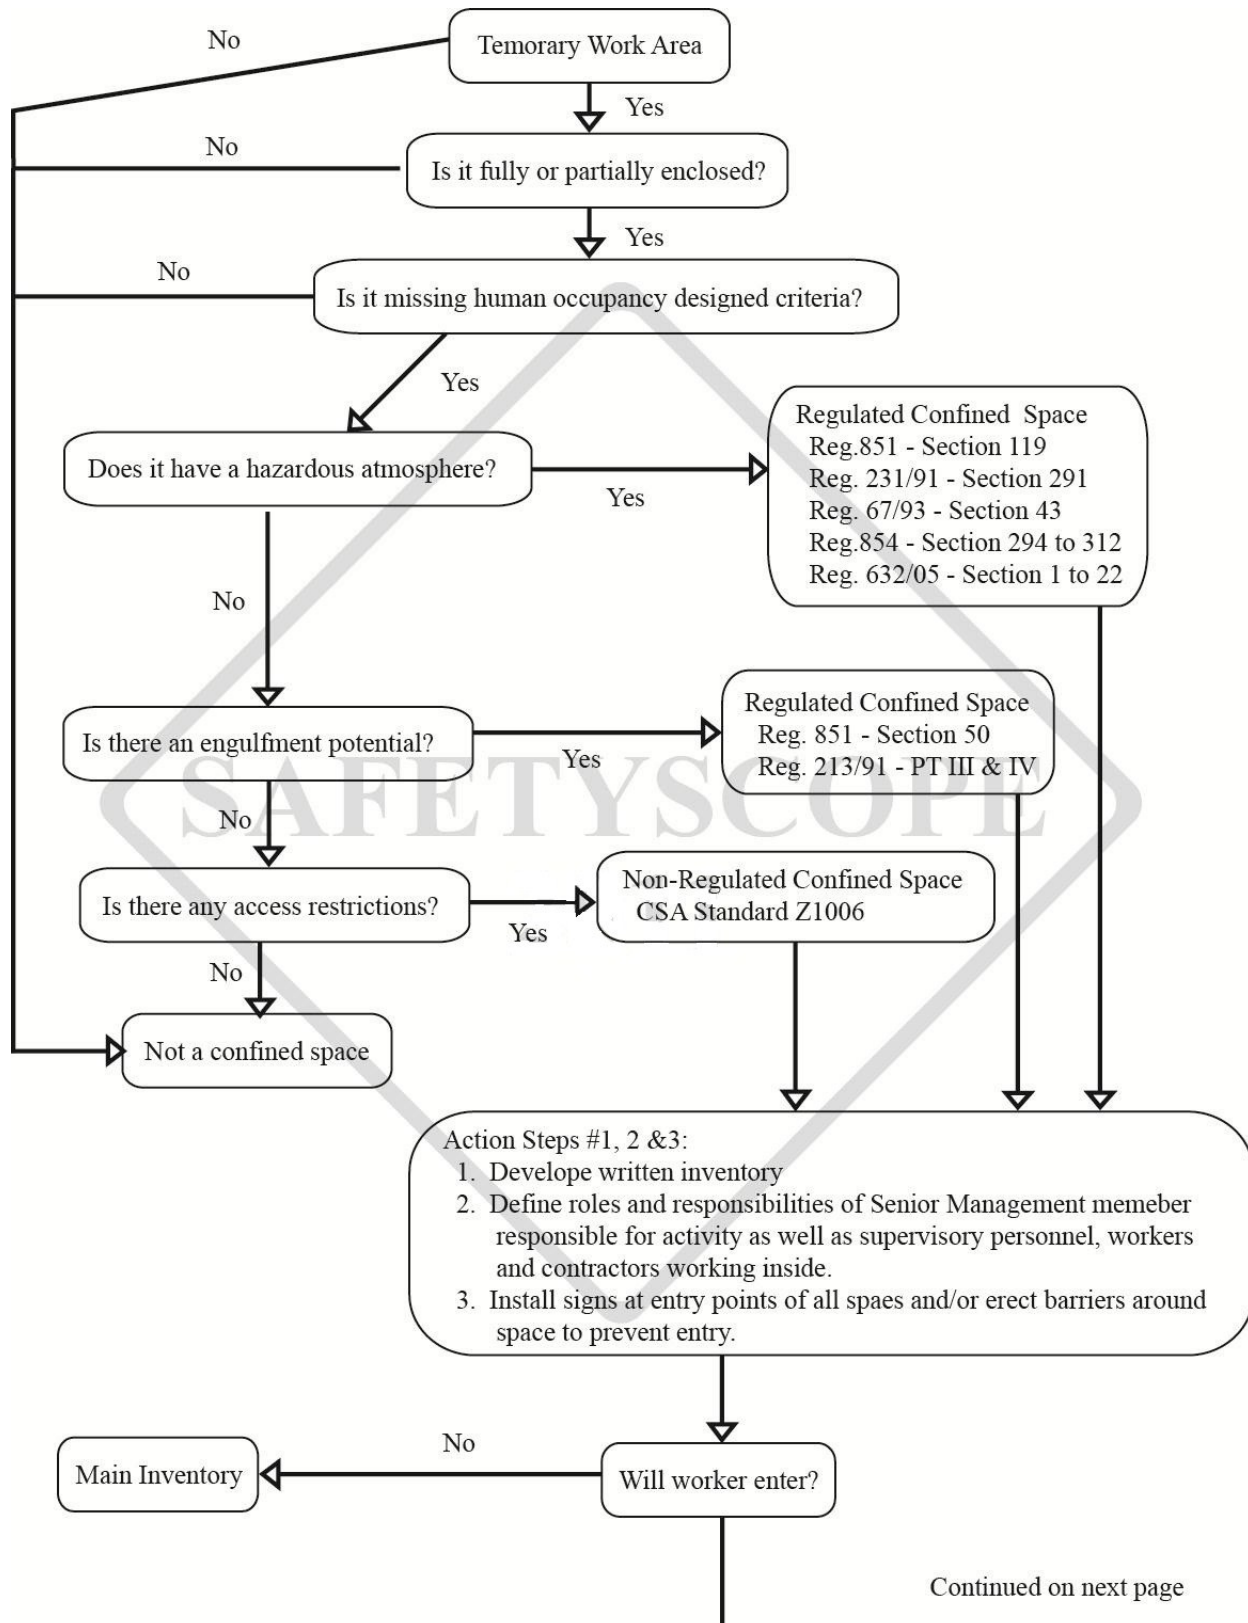 No
Temorary Work Area
Yes
No
Is it fully or partially enclosed?
Yes
No
Is it missing human occupancy designed criteria?
Yes
Regulated Confined Space
Reg.851 - Section 119
Reg. 231/91 - Section 291
Reg. 67/93 - Section 43
Reg.854 - Section 294 to 312
Reg. 632/05 - Section 1 to 22
Does it have a hazardous atmosphere?
Yes
No
Regulated Confined Space
Reg. 851 - Section 50
Reg. 213/91 - PT III & IV
Is there an engulfment potential?
Yes
SAFETYSCOPE
No
Non-Regulated Confined Space
CSA Standard Z1006
Is there any access restrictions?
Yes
No
Not a confined space
Action Steps #1, 2 &3:
1. Develope written inventory
2. Define roles and responsibilities of Senior Management memeber
responsible for activity as well as supervisory personnel, workers
and contractors working inside.
3. Install signs at entry points of all spaes and/or erect barriers around
space to prevent entry.
No
Main Inventory
Will worker enter?
Continued on next page